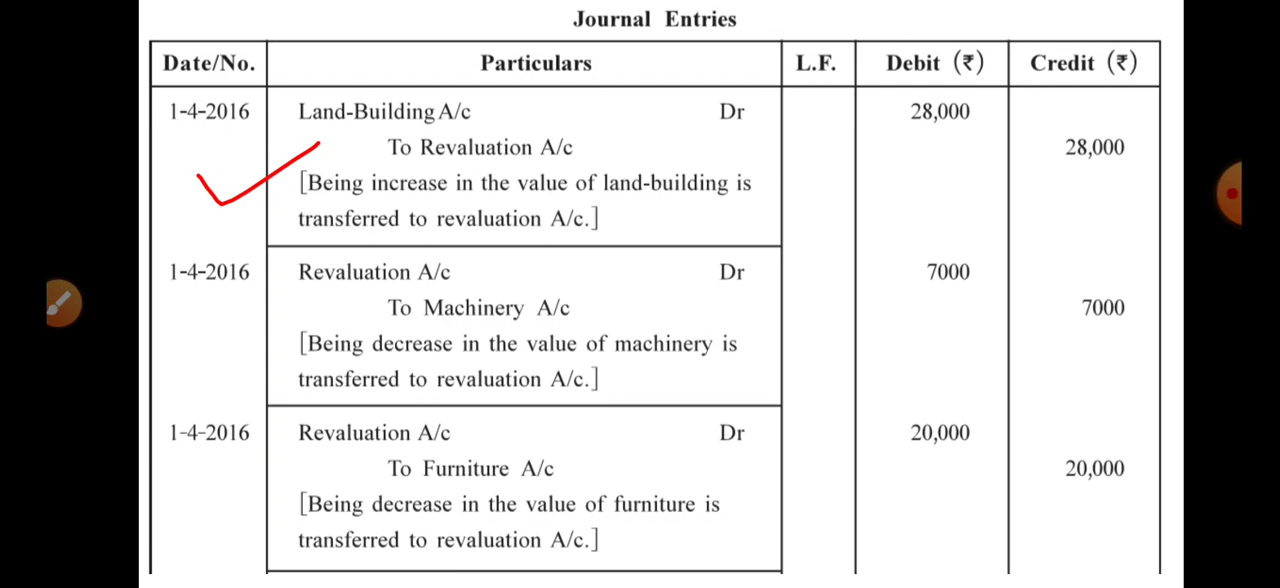 Journal Entries
Date/No. Particulars L.F. Debit (₹) Credit (₹)
1-4-2016 Land-Building A/c Dr 28,000
To Revaluation A/c 28,000
[Being increase in the value of land-building is
transferred to revaluation A/c.]
1-4-2016 Revaluation A/c Dr 7000
To Machinery A/c 7000
[Being decrease in the value of machinery is
transferred to revaluation A/c.]
1-4-2016 Revaluation A/c Dr 20,000
To Furniture A/c 20,000
[Being decrease in the value of furniture is
transferred to revaluation A/c.]